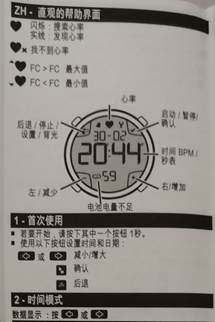 ZH - 直观的帮助界面
闪烁：搜索心率
实线：发现心率
找不到心率
FC > FC 最大值
FC < FC 最小值
心率
后退 / 停止 /
设置 / 背光
启动 / 暂停/
确认
30-02
20:44
59
时间 BPM /
秒表
左 / 减少
右/增加
电池电量不足
1 - 首次使用
■ 若要开始，请按下其中一个按钮 1秒。
■ 使用以下按钮设置时间和日期：
或 减小/增大
确认
后退
2 - 时间模式
数据显示：按 或